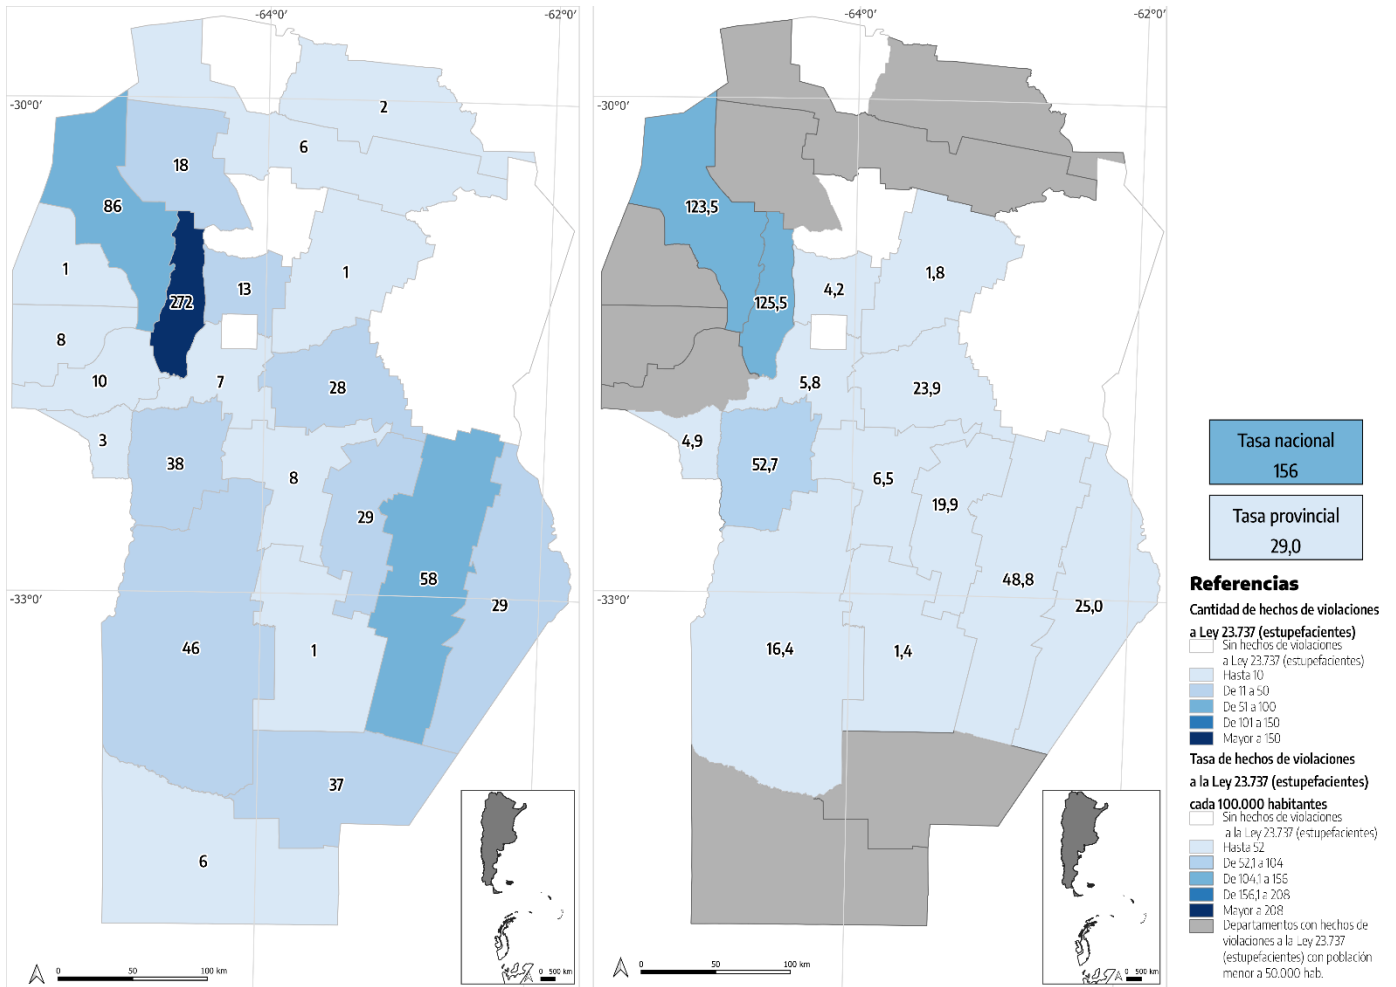 -64°0'
-62°0'
-30°0'
2
6
18
86
1
1
13
272
8
10
7
28
3
38
8
29
58
29
-33°0'
46
1
37
6
0
50
100 km
0
500 km
-64°0'
-62°0'
-30°0'
123,5
1,8
4,2
125,5
5,8
23,9
4,9
52,7
6,5
19,9
48,8
25,0
-33°0'
16,4
1,4
0
50
100 km
0
500 km
Tasa nacional
156
Tasa provincial
29,0
Referencias
Cantidad de hechos de violaciones
a Ley 23.737 (estupefacientes)
Sin hechos de violaciones
a Ley 23.737 (estupefacientes)
Hasta 10
De 11 a 50
De 51 a 100
De 101 a 150
Mayor a 150
Tasa de hechos de violaciones
a la Ley 23.737 (estupefacientes)
cada 100.000 habitantes
Sin hechos de violaciones
a la Ley 23.737 (estupefacientes)
Hasta 52
De 52,1 a 104
De 104,1 a 156
De 156,1 a 208
Mayor a 208
Departamentos con hechos de
violaciones a la Ley 23.737
(estupefacientes) con población
menor a 50.000 hab.